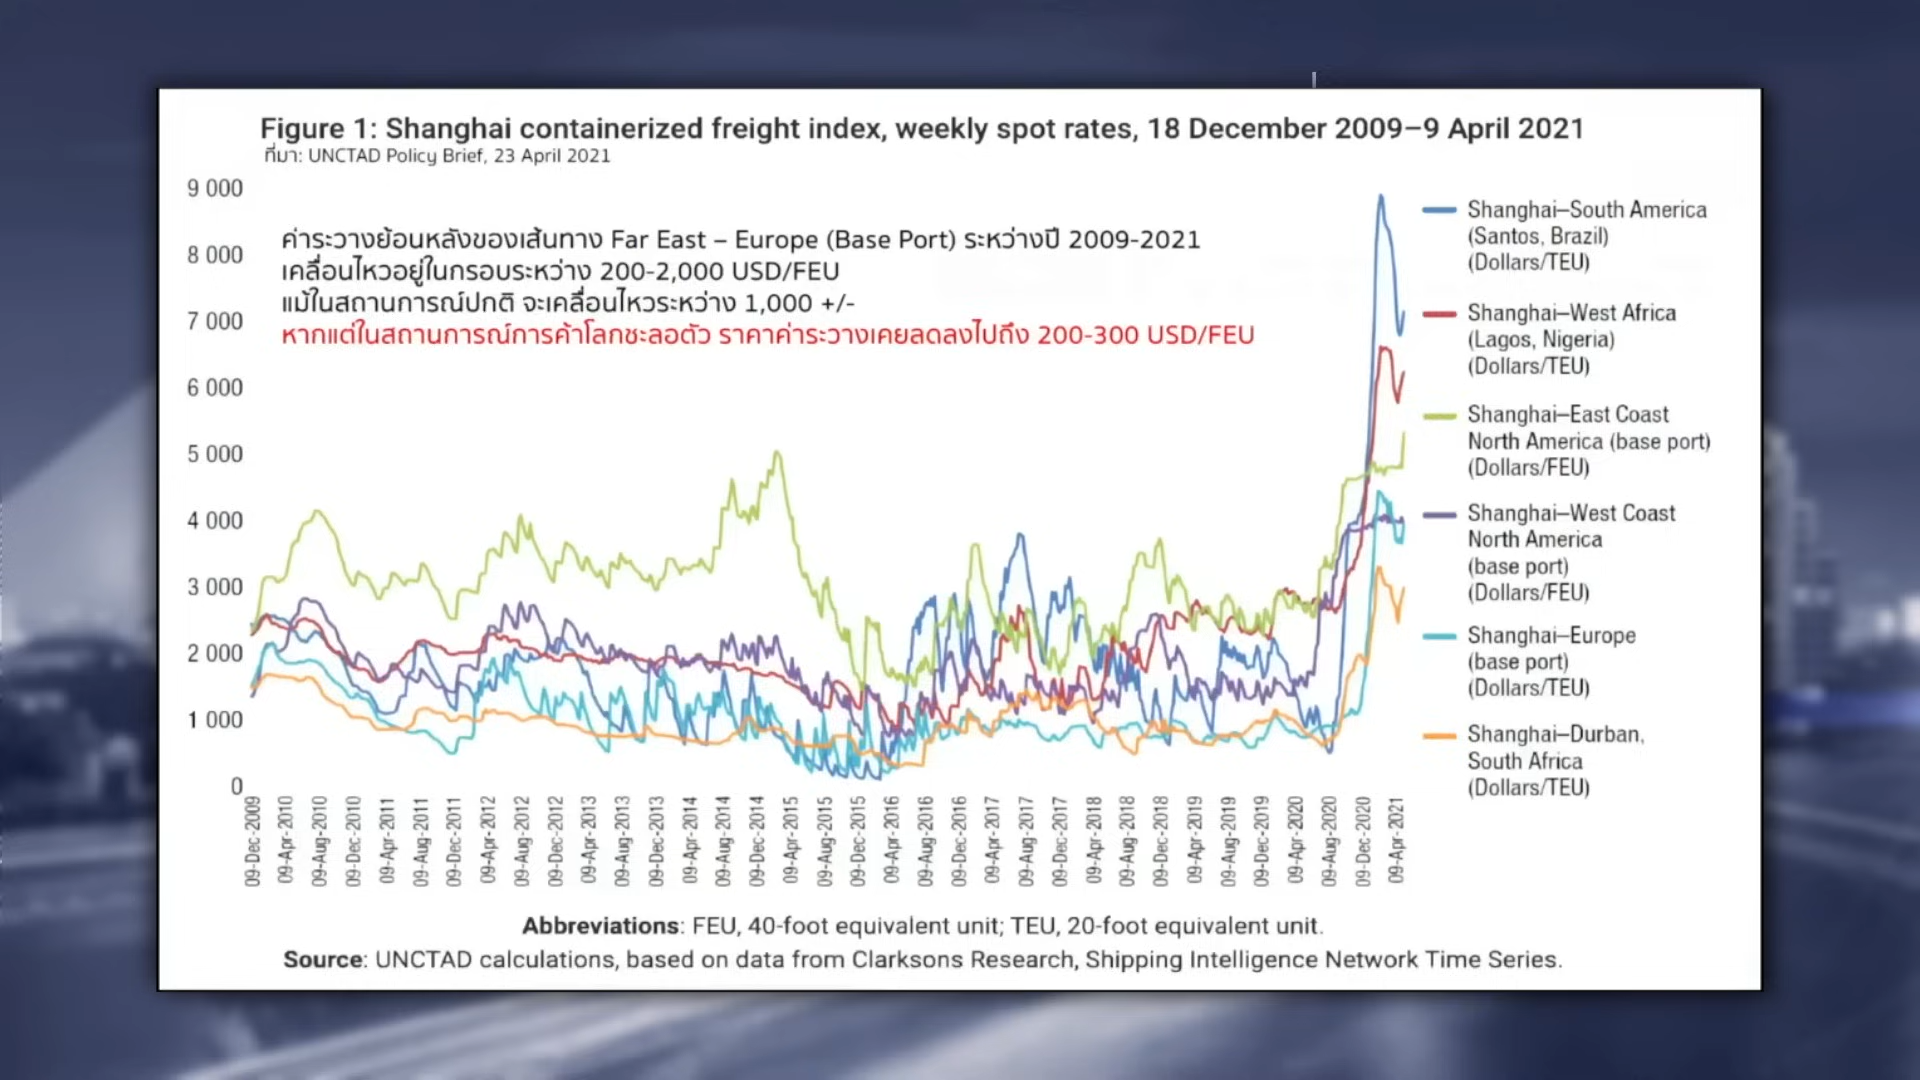 Figure 1: Shanghai containerized freight index, weekly spot rates, 18 December 2009–9 April 2021
ที่มา: UNCTAD Policy Brief, 23 April 2021
ค่าระวางย้อนหลังของเส้นทาง Far East – Europe (Base Port) ระหว่างปี 2009-2021
เคลื่อนไหวอยู่ในกรอบระหว่าง 200-2,000 USD/FEU
แม้ในสถานการณ์ปกติ จะเคลื่อนไหวระหว่าง 1,000 +/-
หากแต่ในสถานการณ์การค้าโลกชะลอตัว ราคาค่าระวางเคยลดลงไปถึง 200-300 USD/FEU
9 000
8 000
7 000
6 000
5 000
4 000
3 000
2 000
1 000
0
09-Dec-2009
09-Apr-2010
09-Aug-2010
09-Dec-2010
09-Apr-2011
09-Aug-2011
09-Dec-2011
09-Apr-2012
09-Aug-2012
09-Dec-2012
09-Apr-2013
09-Aug-2013
09-Dec-2013
09-Apr-2014
09-Aug-2014
09-Dec-2014
09-Apr-2015
09-Aug-2015
09-Dec-2015
09-Apr-2016
09-Aug-2016
09-Dec-2016
09-Apr-2017
09-Aug-2017
09-Dec-2017
09-Apr-2018
09-Aug-2018
09-Dec-2018
09-Apr-2019
09-Aug-2019
09-Dec-2019
09-Apr-2020
09-Aug-2020
09-Dec-2020
09-Apr-2021
Shanghai–South America
(Santos, Brazil)
(Dollars/TEU)
Shanghai–West Africa
(Lagos, Nigeria)
(Dollars/TEU)
Shanghai–East Coast
North America (base port)
(Dollars/FEU)
Shanghai–West Coast
North America
(base port)
(Dollars/FEU)
Shanghai–Europe
(base port)
(Dollars/TEU)
Shanghai–Durban,
South Africa
(Dollars/TEU)
Abbreviations: FEU, 40-foot equivalent unit; TEU, 20-foot equivalent unit.
Source: UNCTAD calculations, based on data from Clarksons Research, Shipping Intelligence Network Time Series.